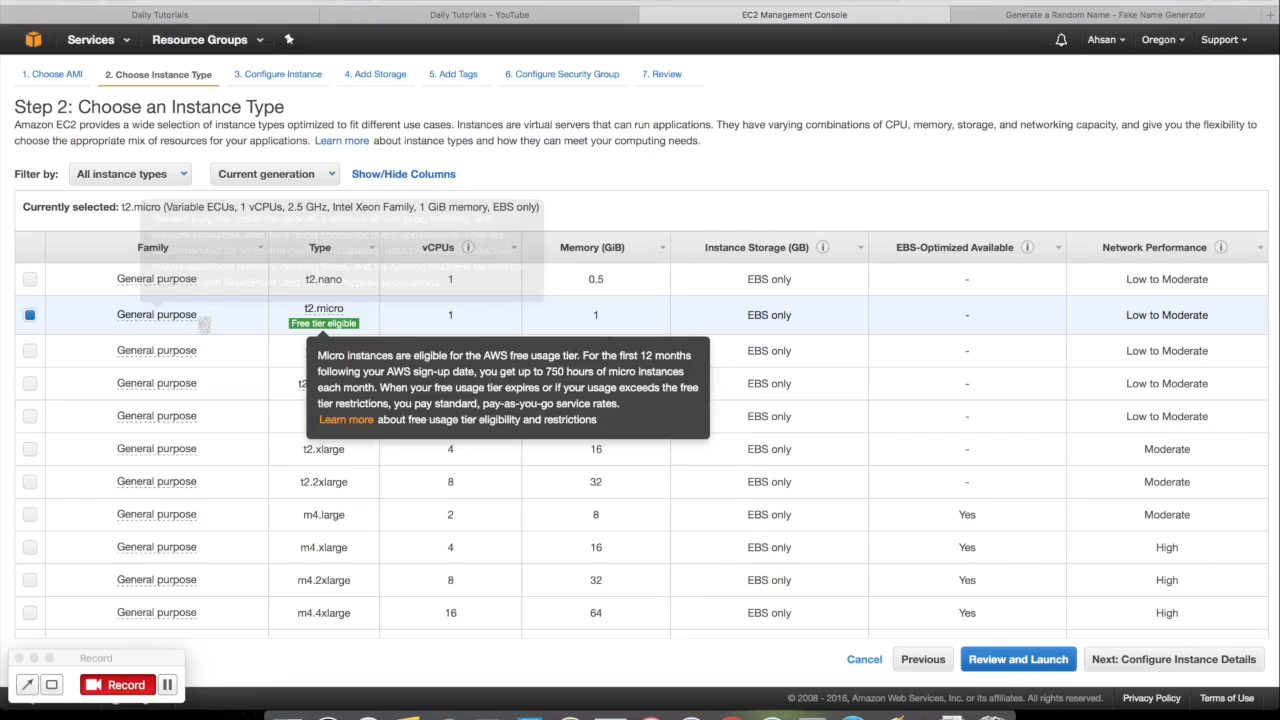 Daily Tutorials
Daily Tutorials - YouTube
EC2 Management Console
Generate a Random Name - Fake Name Generator
Services
Resource Groups
Ahsan
Oregon
Support
1. Choose AMI
2. Choose Instance Type
3. Configure Instance
4. Add Storage
5. Add Tags
6. Configure Security Group
7. Review
Step 2: Choose an Instance Type
Amazon EC2 provides a wide selection of instance types optimized to fit different use cases. Instances are virtual servers that can run applications. They have varying combinations of CPU, memory, storage, and networking capacity, and give you the flexibility to
choose the appropriate mix of resources for your applications. Learn more about instance types and how they can meet your computing needs.
Filter by: All instance types Current generation Show/Hide Columns
Currently selected: t2.micro (Variable ECUs, 1 vCPUs, 2.5 GHz, Intel Xeon Family, 1 GiB memory, EBS only)
Family Type vCPUs Memory (GiB) Instance Storage (GB) EBS-Optimized Available Network Performance
General purpose t2.nano 1 0.5 EBS only - Low to Moderate
General purpose t2.micro 1 1 EBS only - Low to Moderate
Free tier eligible
General purpose EBS only - Low to Moderate
General purpose t2 EBS only - Low to Moderate
General purpose EBS only - Low to Moderate
Micro instances are eligible for the AWS free usage tier. For the first 12 months
following your AWS sign-up date, you get up to 750 hours of micro instances
each month. When your free usage tier expires or if your usage exceeds the free
tier restrictions, you pay standard, pay-as-you-go service rates.
Learn more about free usage tier eligibility and restrictions
General purpose t2.xlarge 4 16 EBS only - Moderate
General purpose t2.2xlarge 8 32 EBS only - Moderate
General purpose m4.large 2 8 EBS only Yes Moderate
General purpose m4.xlarge 4 16 EBS only Yes High
General purpose m4.2xlarge 8 32 EBS only Yes High
General purpose m4.4xlarge 16 64 EBS only Yes High
Record
Record
Cancel
Previous
Review and Launch
Next: Configure Instance Details
© 2008 - 2016, Amazon Web Services, Inc. or its affiliates. All rights reserved.
Privacy Policy
Terms of Use